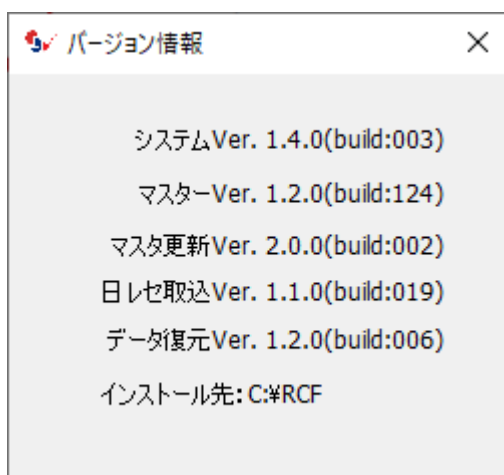 バージョン情報
システムVer. 1.4.0(build:003)
マスターVer. 1.2.0(build:124)
マスタ更新Ver. 2.0.0(build:002)
日レセ取込Ver. 1.1.0(build:019)
データ復元Ver. 1.2.0(build:006)
インストール先: C:¥RCF